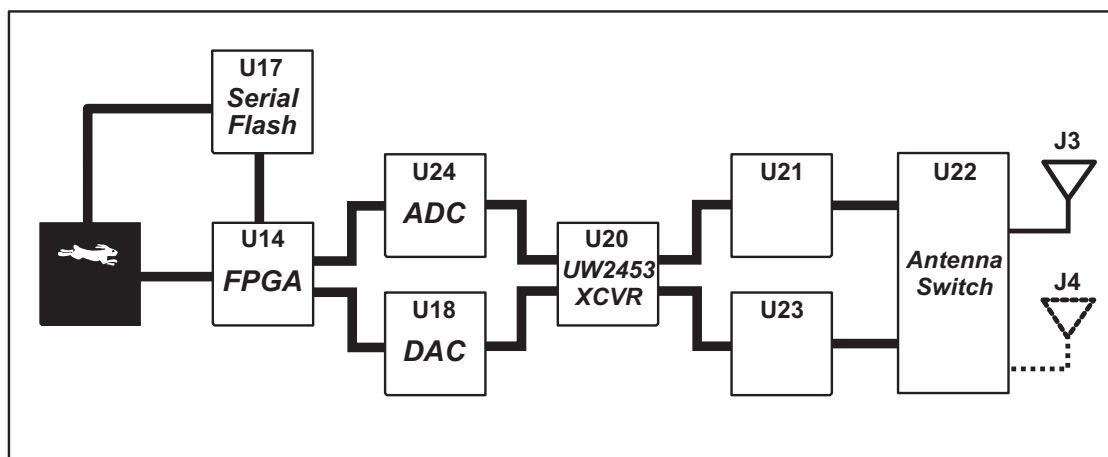 U17
Serial
Flash
U14
FPGA
U24
ADC
U18
DAC
U20
UW2453
XCVR
U21
U23
U22
Antenna
Switch
J3
J4